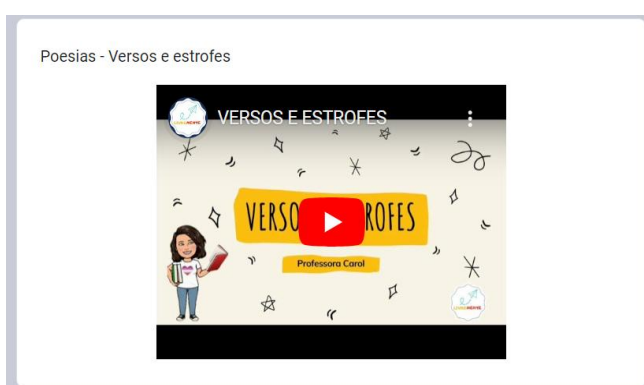 Poesias - Versos e estrofes
VERSOS E ESTROFES
VERSO ROFES
Professora Carol